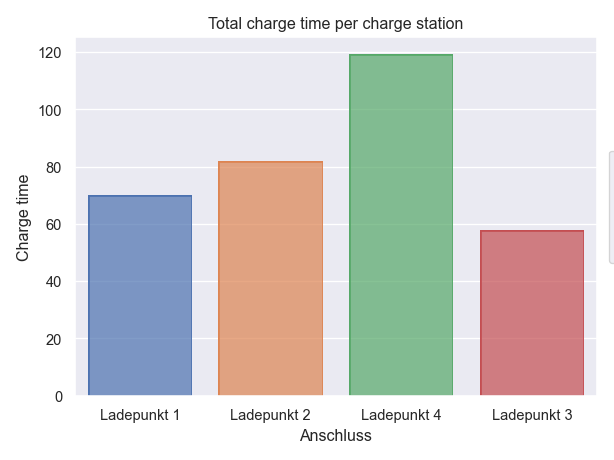 Total charge time per charge station
Charge time
120
100
80
60
40
20
0
Ladepunkt 1 Ladepunkt 2 Ladepunkt 4 Ladepunkt 3
Anschluss